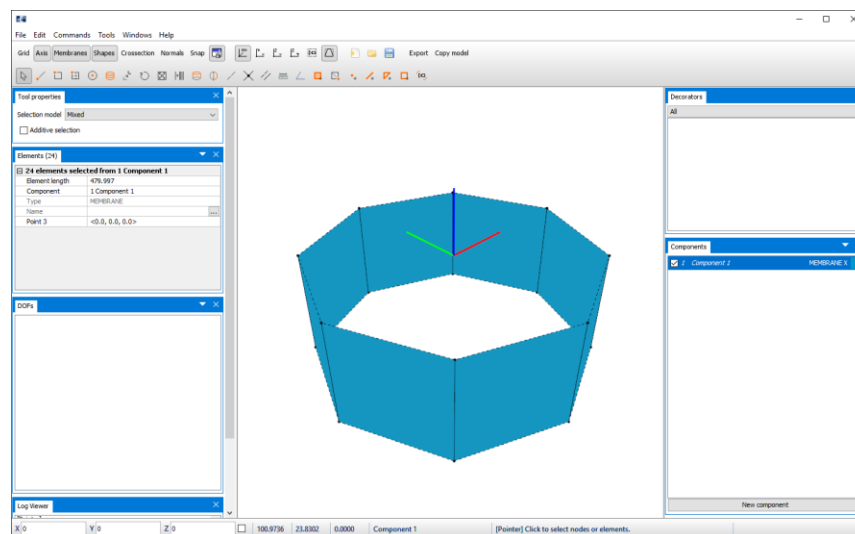 File Edit Commands Tools Windows Help
Grid Axis Membranes Shapes Crossection Normals Snap Export Copy model
Tool properties
Selection model Mixed
Additive selection
Elements (24)
24 elements selected from 1 Component 1
Element length 479.997
Component 1 Component 1
Type MEMBRANE
Name ...
Point 3 <0.0, 0.0, 0.0>
DOFs
Log Viewer
Decorators
All
Components
1 Component 1 MEMBRANE X
New component
X 0 Y 0 Z 0 100.9736 23.8302 0.0000 Component 1 [Pointer] Click to select nodes or elements.